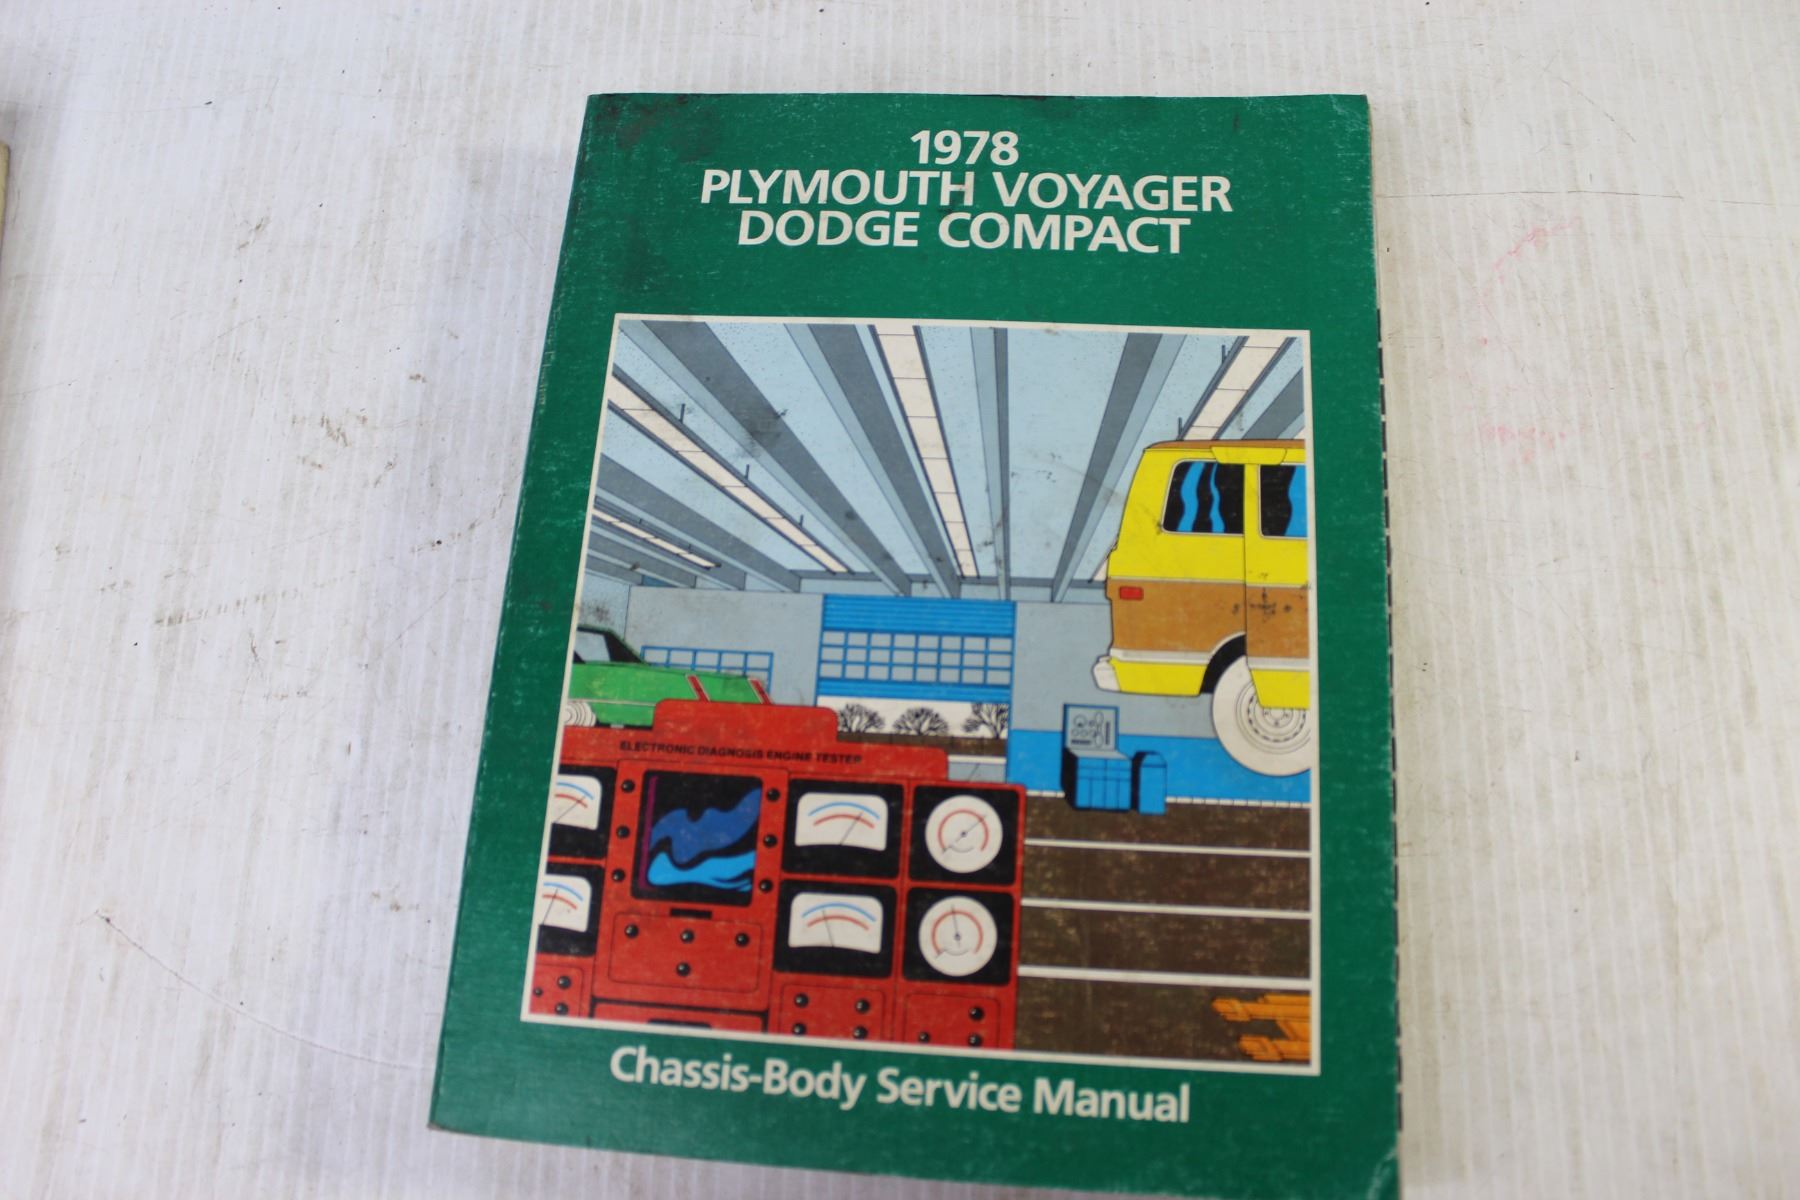 1978
PLYMOUTH VOYAGER
DODGE COMPACT
ELECTRONIC DIAGNOSIS ENGINE TESTER
Chassis-Body Service Manual